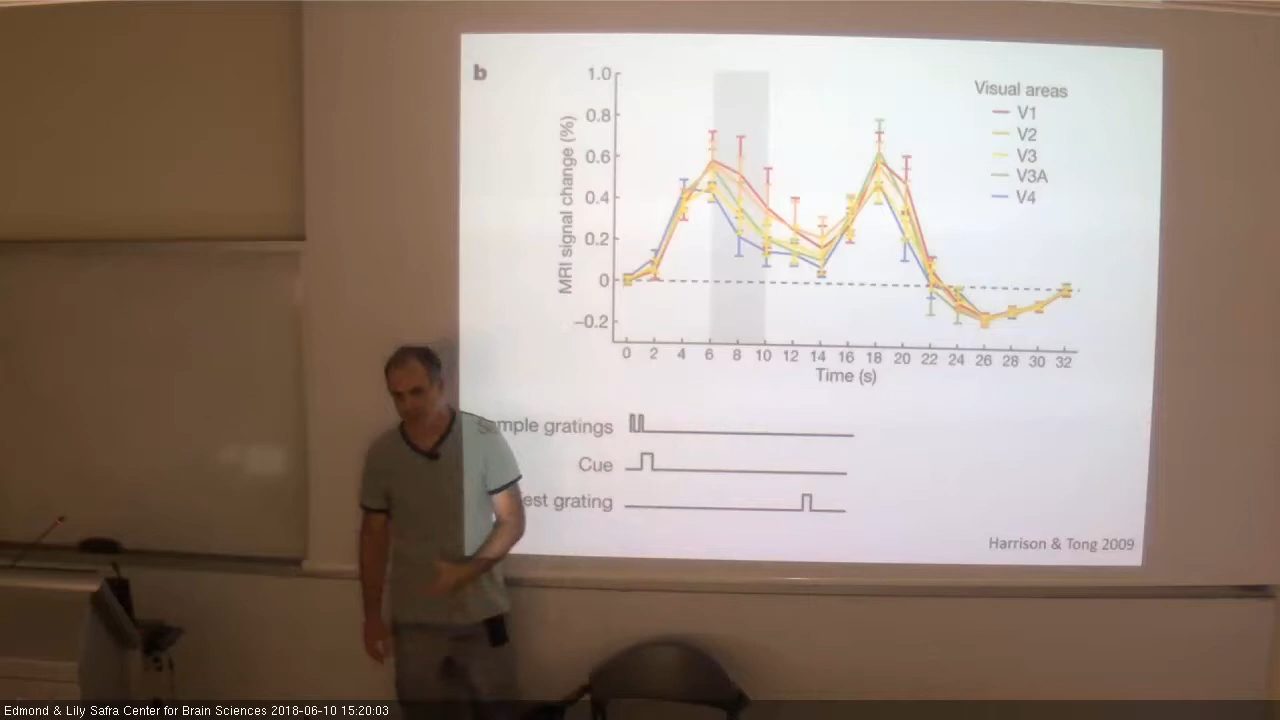 b
1.0
0.8
0.6
0.4
0.2
0
−0.2
MRI signal change (%)
0 2 4 6 8 10 12 14 16 18 20 22 24 26 28 30 32
Time (s)
Visual areas
V1
V2
V3
V3A
V4
Sample gratings
Cue
est grating
Harrison & Tong 2009
Edmond & Lily Safra Center for Brain Sciences 2018-06-10 15:20:03